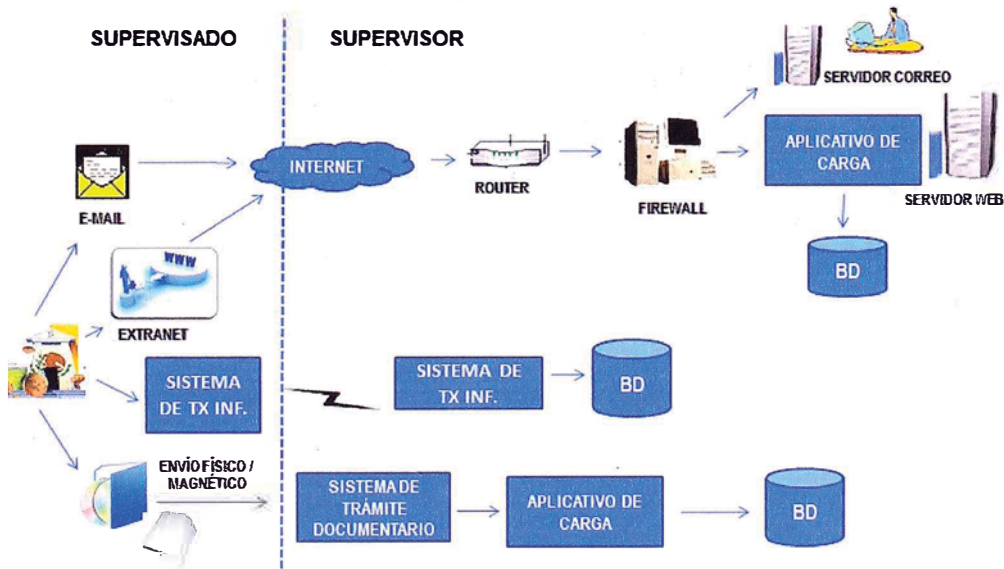 SUPERVISADO
SUPERVISOR
SERVIDOR CORREO
INTERNET
ROUTER
FIREWALL
APLICATIVO DE
CARGA
SERVIDOR WEB
E-MAIL
BD
WWW
EXTRANET
SISTEMA
DE TX INF.
SISTEMA DE
TX INF.
BD
ENVÍO FÍSICO /
MAGNÉTICO
SISTEMA DE
TRÁMITE
DOCUMENTARIO
APLICATIVO DE
CARGA
BD